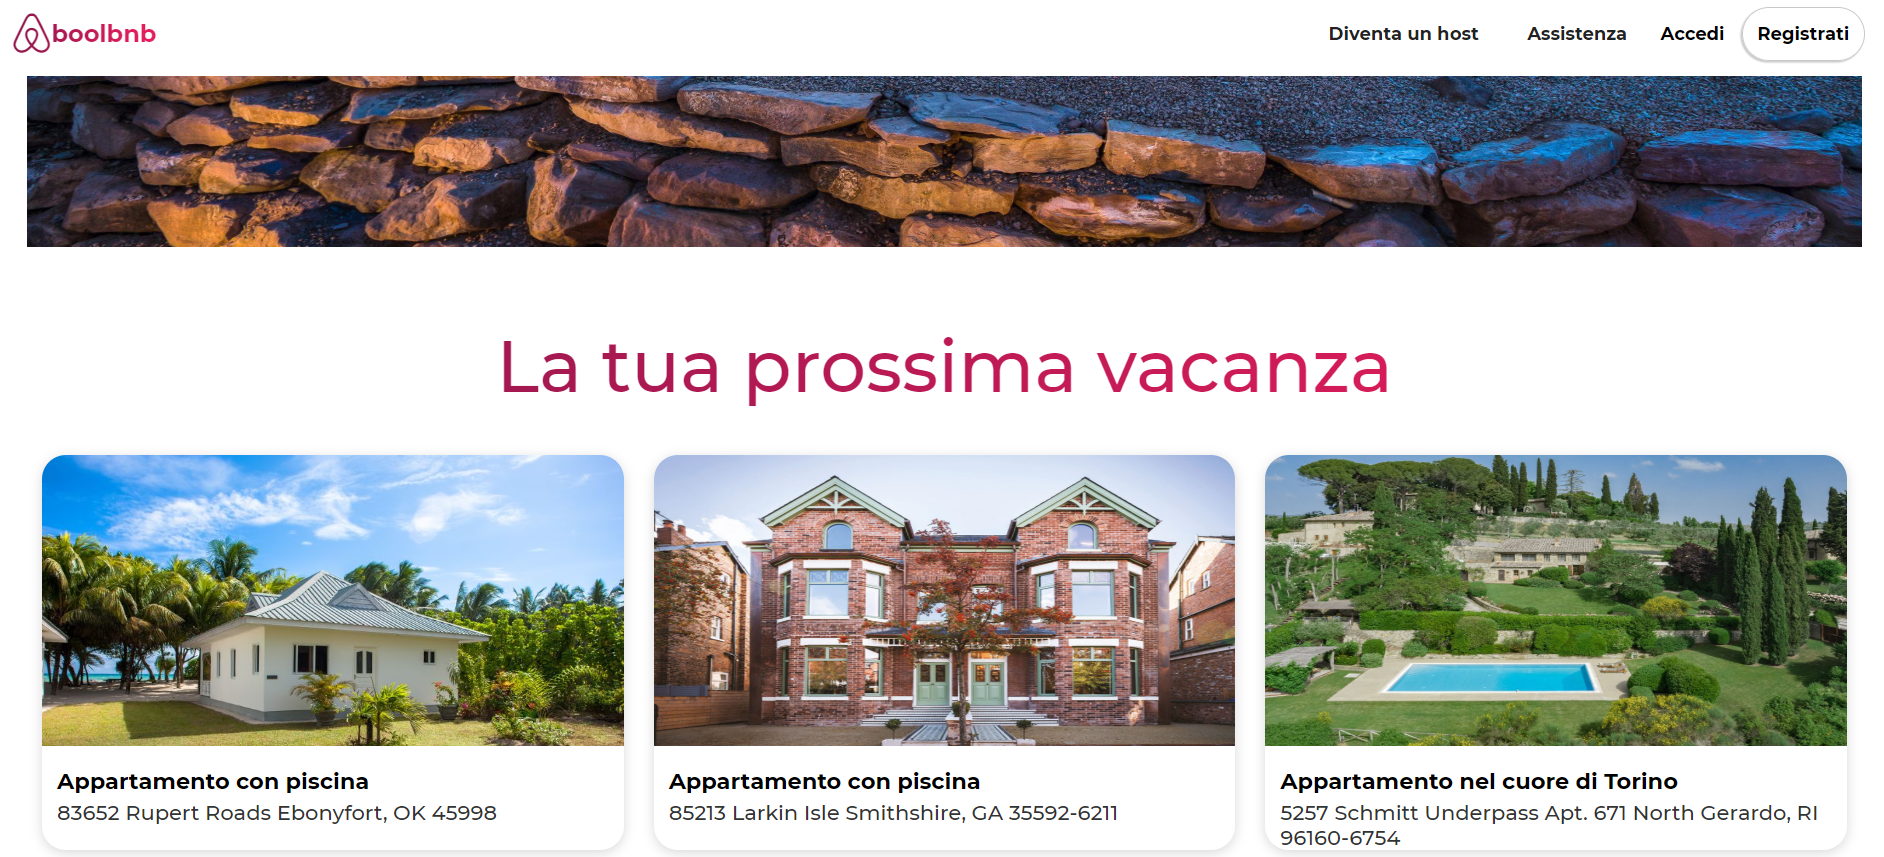 boolbnb
Diventa un host
Assistenza
Accedi
Registrati
La tua prossima vacanza
Appartamento con piscina
83652 Rupert Roads Ebonyfort, OK 45998
Appartamento con piscina
85213 Larkin Isle Smithshire, GA 35592-6211
Appartamento nel cuore di Torino
5257 Schmitt Underpass Apt. 671 North Gerardo, RI
96160-6754